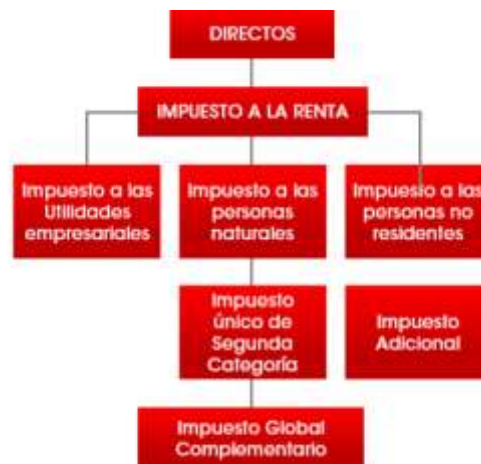 DIRECTOS
IMPUESTO A LA RENTA
Impuesto a las
Utilidades
empresariales
Impuesto a las
personas
naturales
Impuesto a las
personas no
residentes
Impuesto
único de
Segunda
Categoría
Impuesto
Adicional
Impuesto Global
Complementario